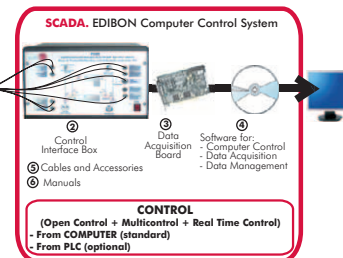 SCADA. EDIBON Computer Control System
②
Control
Interface Box
③
Data
Acquisition
Board
④
Software for:
- Computer Control
- Data Acquisition
- Data Management
⑤ Cables and Accessories
⑥ Manuals
CONTROL
(Open Control + Multicontrol + Real Time Control)
- From COMPUTER (standard)
- From PLC (optional)